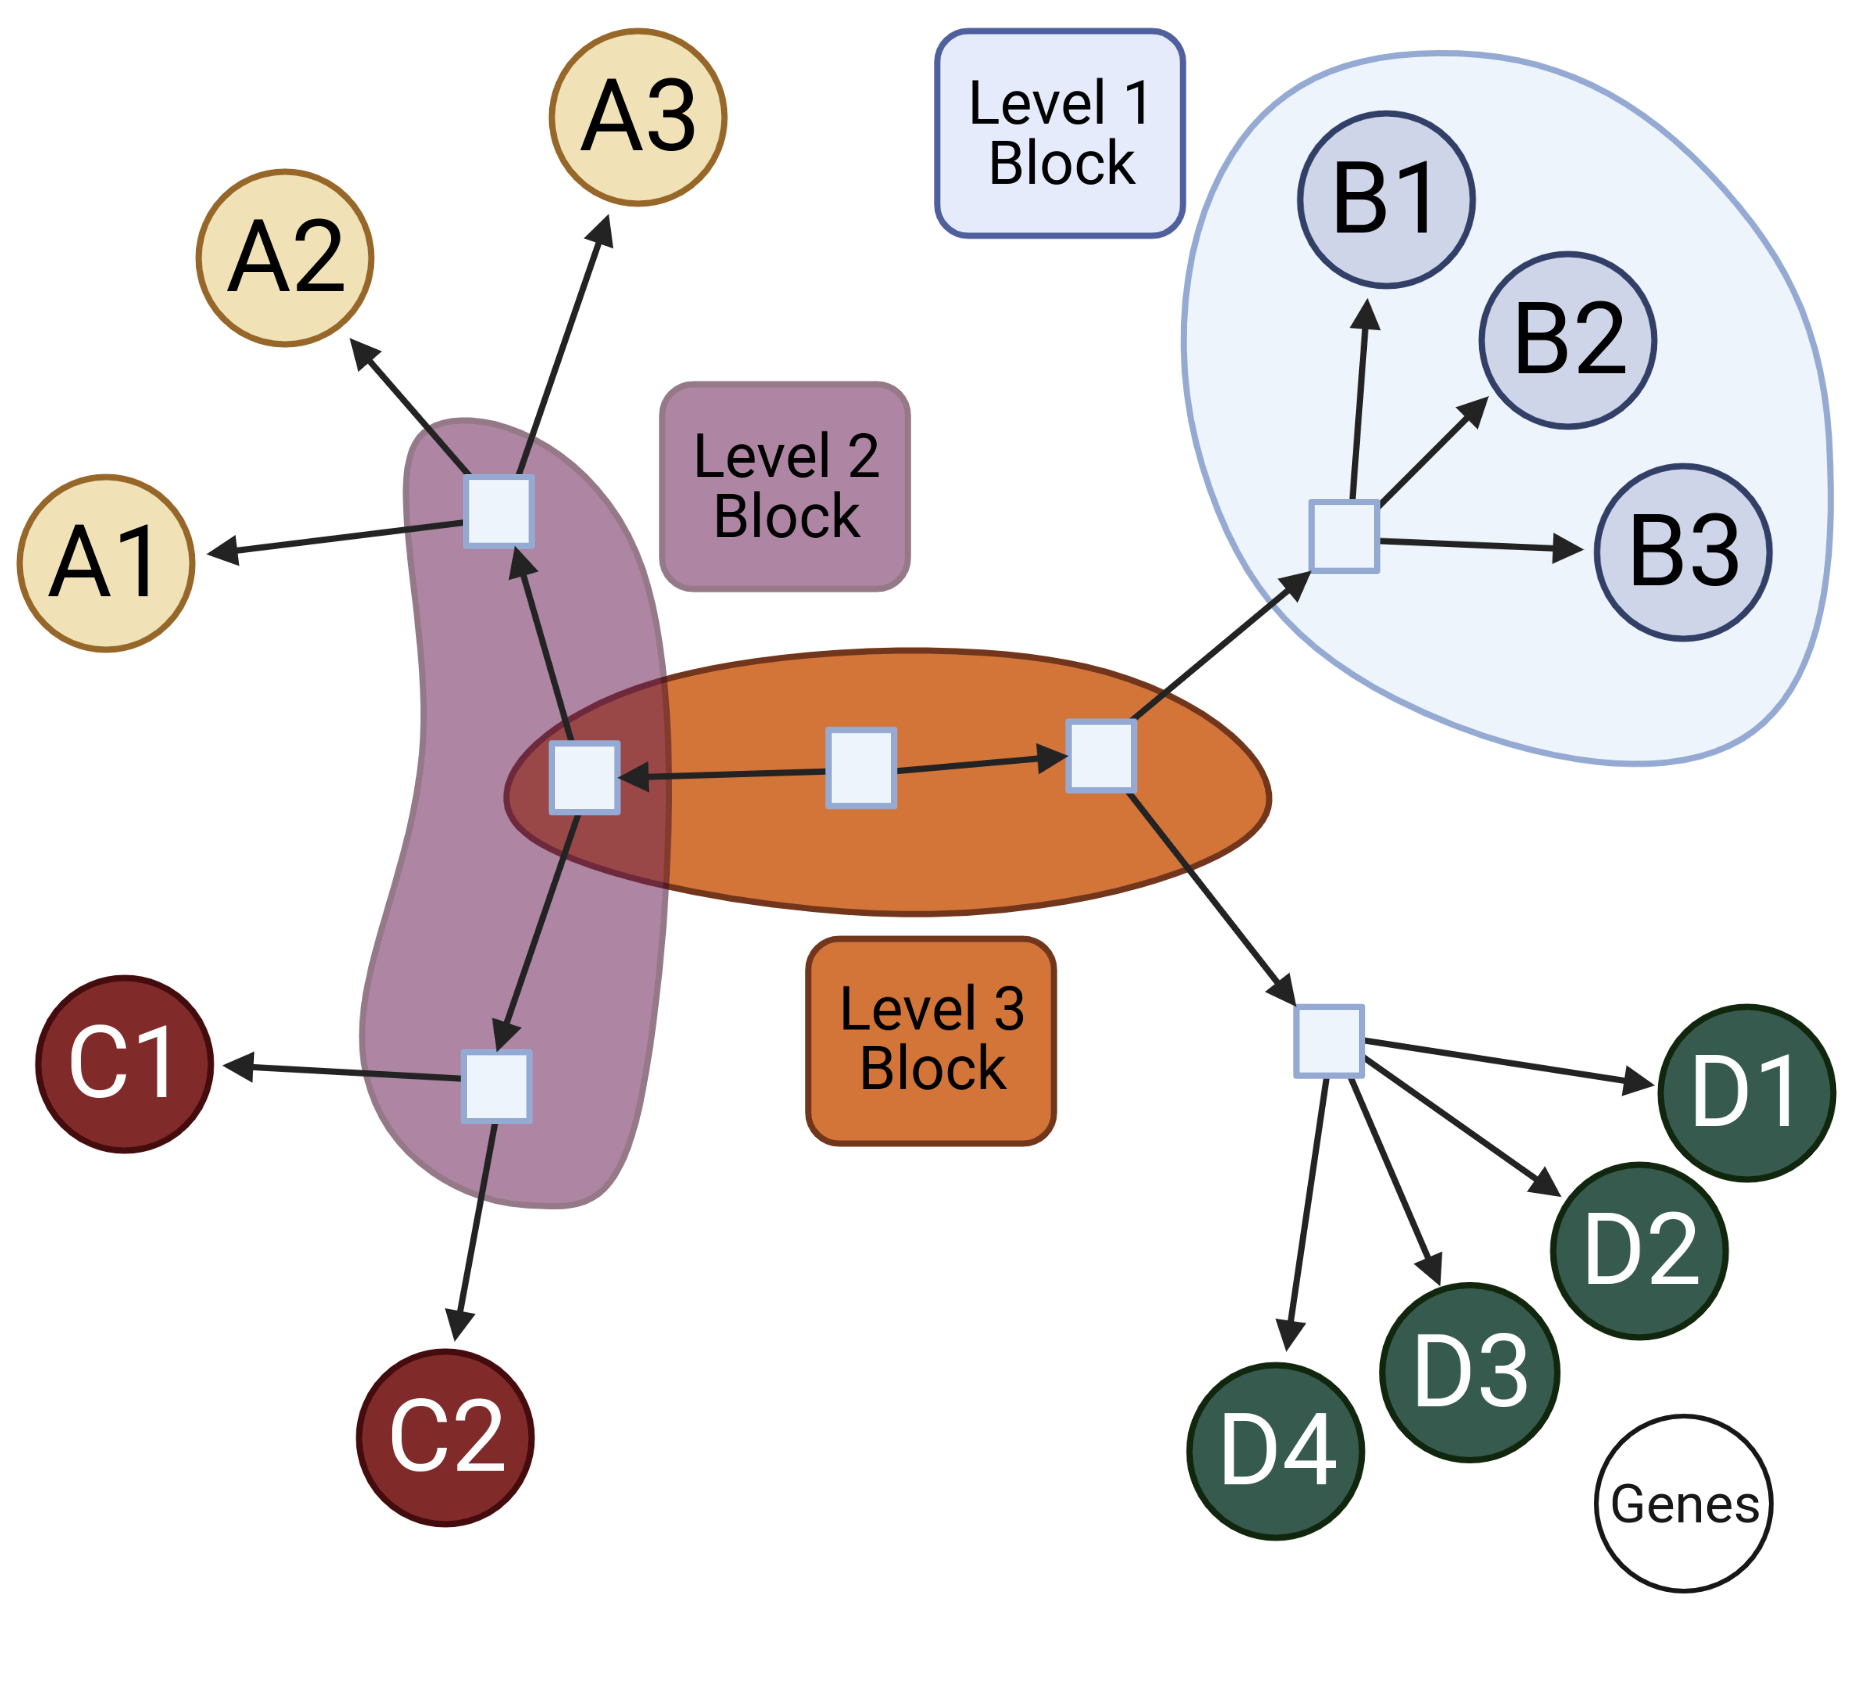 A3
Level 1
Block
B1
A2
B2
Level 2
Block
A1
B3
Level 3
Block
C1
D1
D2
C2
D3
D4
Genes